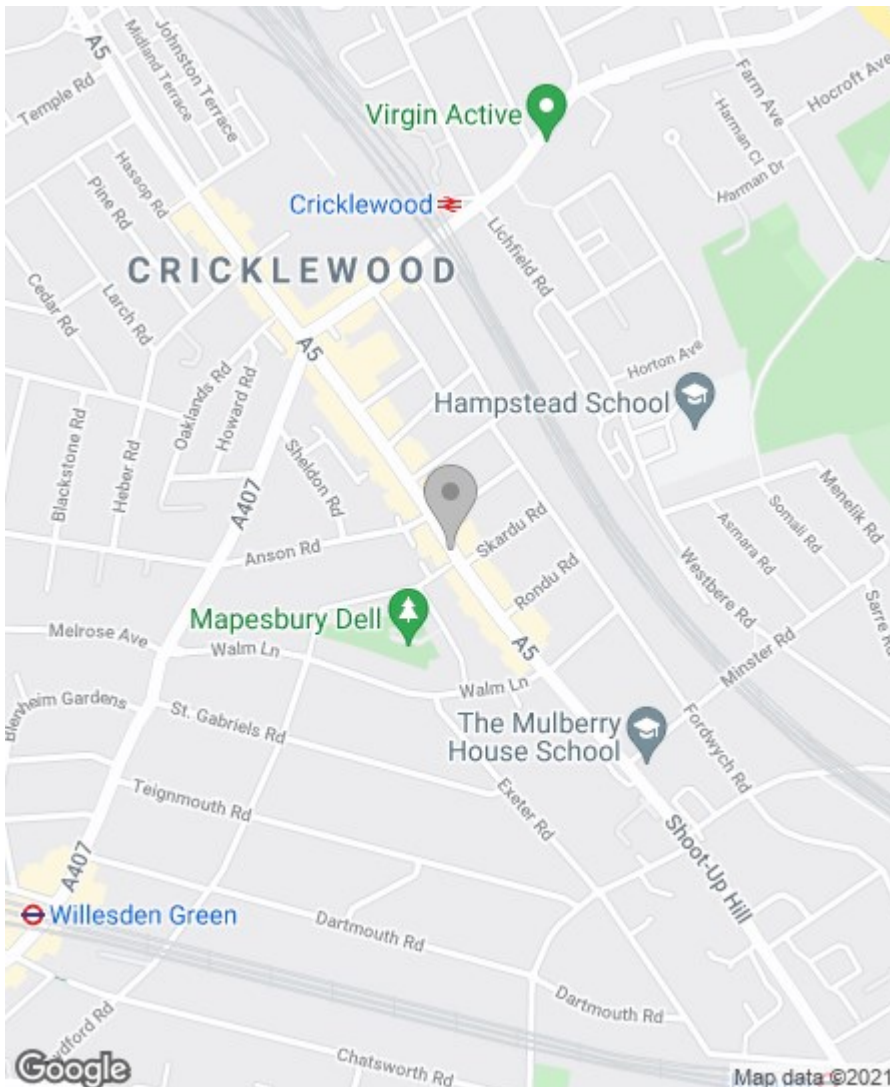 A5
Midland Terrace
Johnston Terrace
Temple Rd
Virgin Active
Farm Ave
Hocroft Ave
Harman Cl
Harman Dr
Hassop Rd
Pine Rd
Cricklewood
Lichfield Rd
CRICKLEWOOD
Cedar Rd
Larch Rd
A5
Horton Ave
Oaklands Rd
Howard Rd
Hampstead School
Blackstone Rd
Heber Rd
Sheldon Rd
A407
Menelik Rd
Somali Rd
Asmara Rd
Skardu Rd
Anson Rd
Westbere Rd
Sarre Rd
Rondu Rd
Mapesbury Dell
A5
Minster Rd
Melrose Ave
Walm Ln
Walm Ln
Blenheim Gardens
St. Gabriels Rd
The Mulberry
House School
Fordwych Rd
Exeter Rd
Teignmouth Rd
Shoot-Up Hill
A407
Willesden Green
Dartmouth Rd
Dartmouth Rd
Chatsworth Rd
Google
Map data ©2021